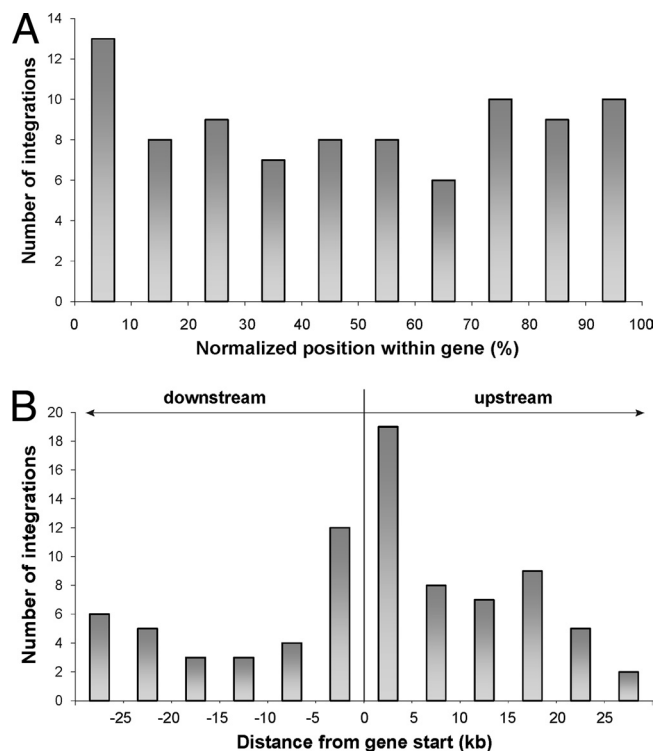 A
Number of integrations
14
12
10
8
6
4
2
0
0 10 20 30 40 50 60 70 80 90 100
Normalized position within gene (%)
B
downstream upstream
Number of integrations
20
18
16
14
12
10
8
6
4
2
0
-25 -20 -15 -10 -5 0 5 10 15 20 25
Distance from gene start (kb)